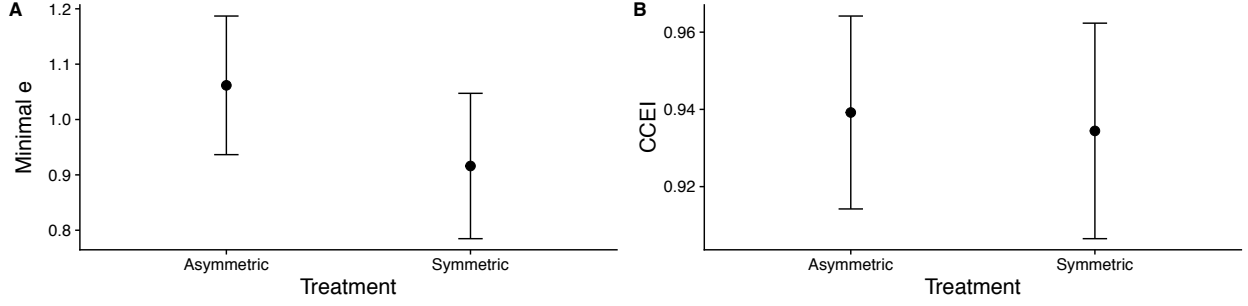 A
Minimal e
1.2
1.1
1.0
0.9
0.8
Asymmetric Symmetric
Treatment
B
CCEI
0.96
0.94
0.92
Asymmetric Symmetric
Treatment